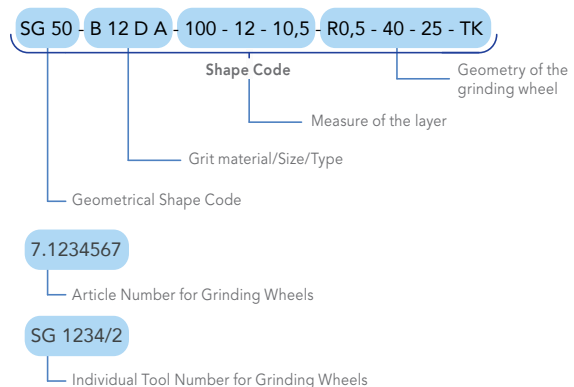 SG 50 - B 12 D A - 100 - 12 - 10,5 - R0,5 - 40 - 25 - TK
Shape Code
Geometry of the
grinding wheel
Measure of the layer
Grit material/Size/Type
Geometrical Shape Code
7.1234567
Article Number for Grinding Wheels
SG 1234/2
Individual Tool Number for Grinding Wheels